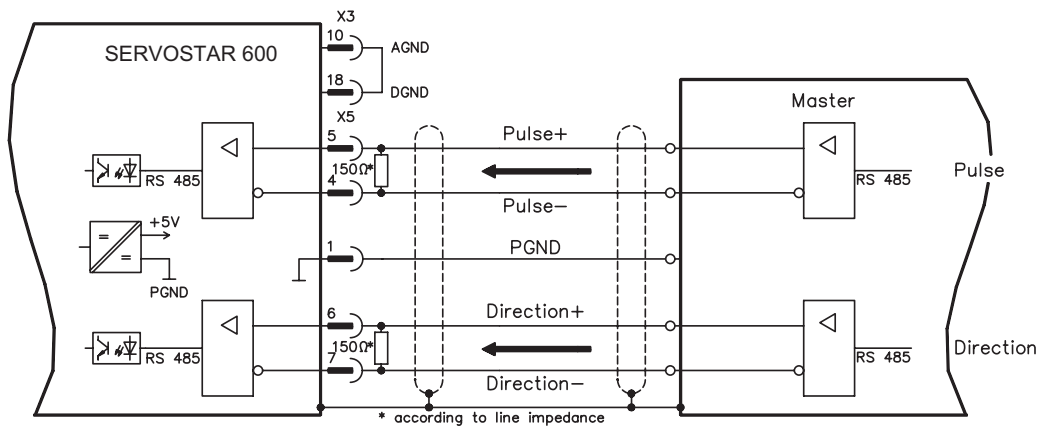 SERVOSTAR 600
X3
10
AGND
18
DGND
X5
Master
5
Pulse+
150Ω*
RS 485
RS 485
Pulse
4
Pulse−
+5V
=
=
PGND
1
PGND
6
Direction+
150Ω*
RS 485
RS 485
Direction
7
Direction−
* according to line impedance